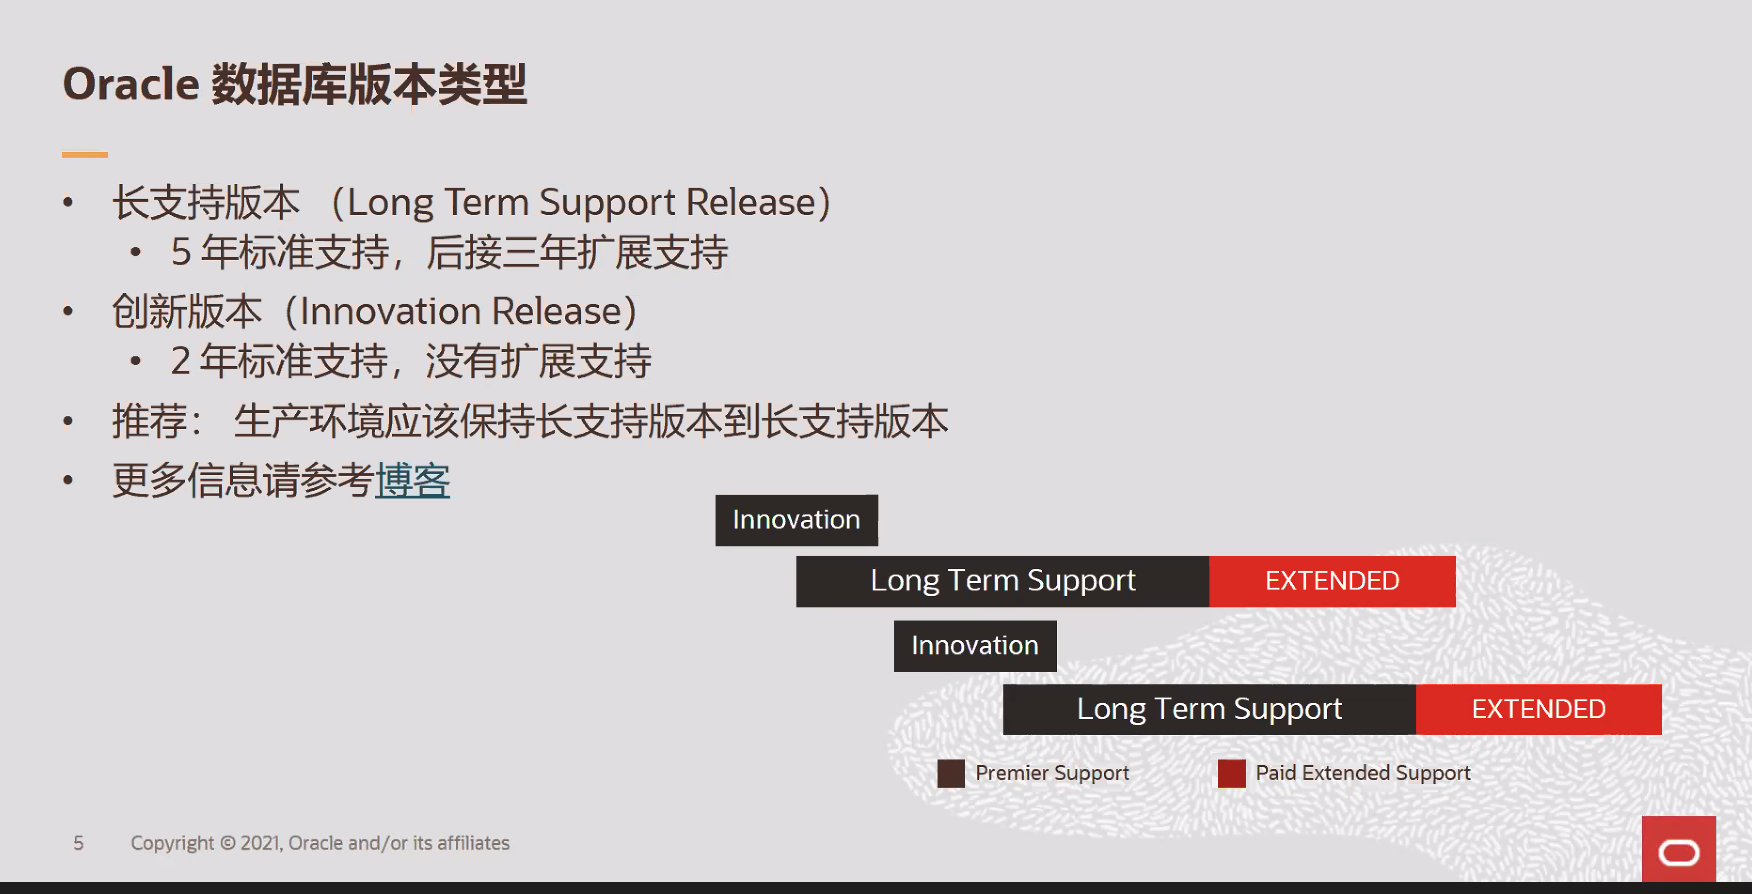 Oracle 数据库版本类型
• 长支持版本 （Long Term Support Release）
• 5 年标准支持，后接三年扩展支持
• 创新版本（Innovation Release）
• 2 年标准支持，没有扩展支持
• 推荐： 生产环境应该保持长支持版本到长支持版本
• 更多信息请参考博客
Innovation
Long Term Support EXTENDED
Innovation
Long Term Support EXTENDED
Premier Support Paid Extended Support
5 Copyright © 2021, Oracle and/or its affiliates